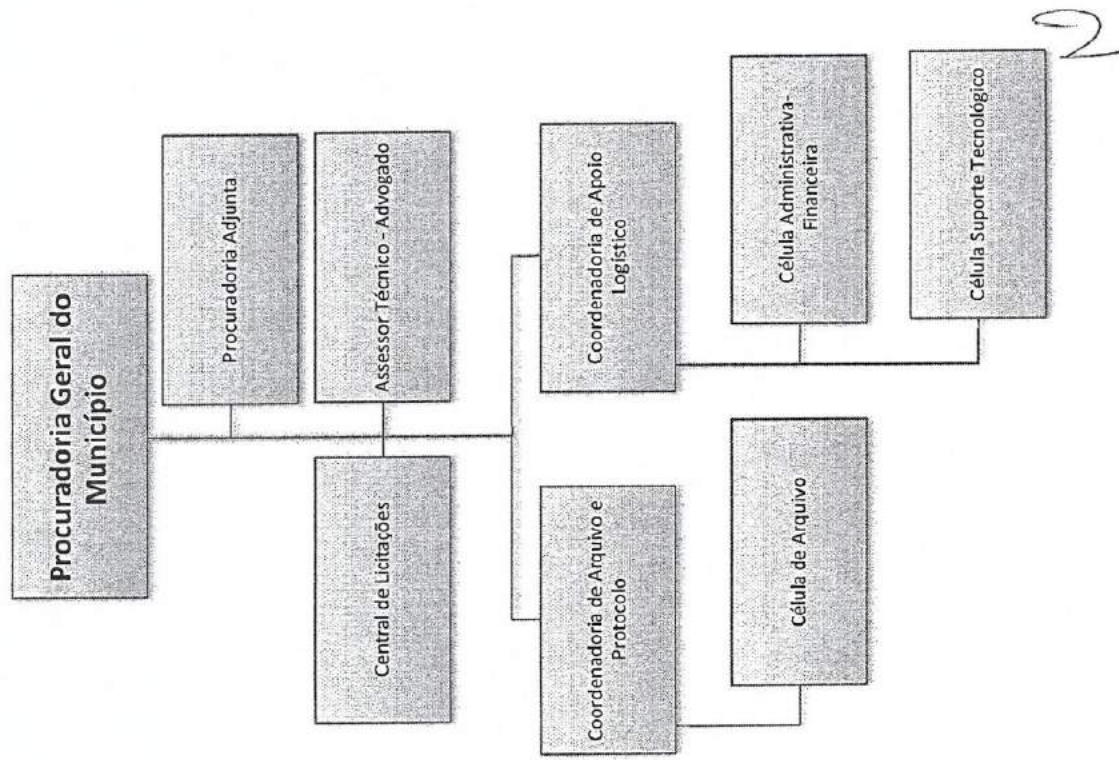 Procuradoria Geral do
Município
Procuradoria Adjunta
Central de Licitações
Assessor Técnico - Advogado
Coordenadoria de Arquivo e
Protocolo
Coordenadoria de Apoio
Logístico
Célula de Arquivo
Célula Administrativa-
Financeira
Célula Suporte Tecnológico